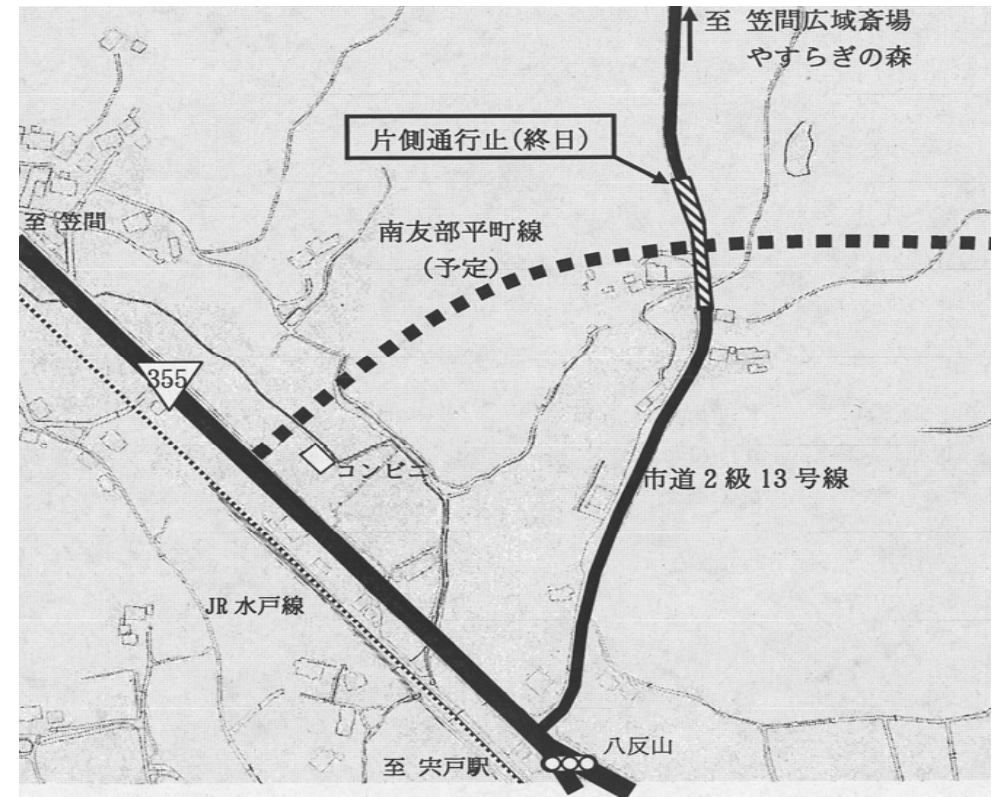 至 笠間広域斎場
やすらぎの森
片側通行止(終日)
至 笠間
南友部平町線
(予定)
355
コンビニ
市道2級13号線
JR水戸線
八反山
至 宍戸駅